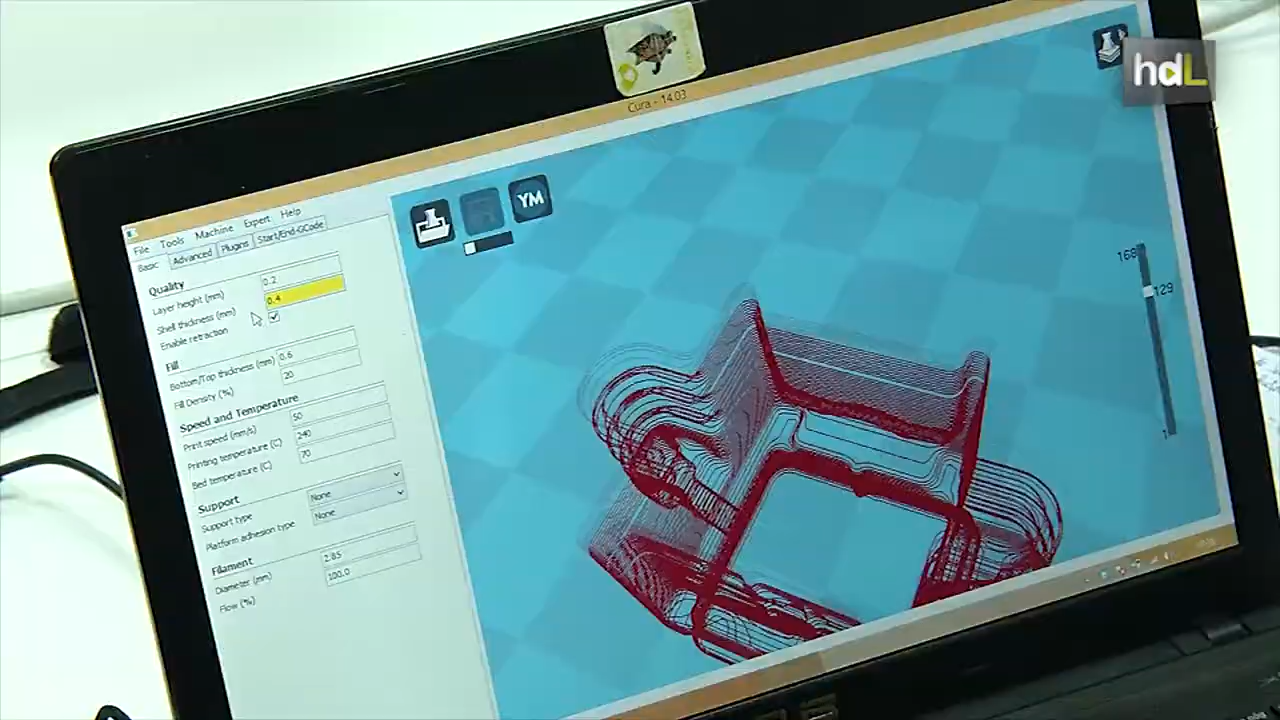 hdL
Cura - 14.03
File Tools Machine Expert Help
Basic Advanced Plugins Start/End-GCode
YM
Quality
Layer height (mm) 0.2
Shell thickness (mm) 0.4
Enable retraction
Fill
Bottom/Top thickness (mm) 0.6
Fill Density (%) 20
Speed and Temperature
Print speed (mm/s) 50
Printing temperature (C) 240
Bed temperature (C) 70
Support
Support type None
Platform adhesion type None
Filament
Diameter (mm) 2.85
Flow (%) 100.0
168
129
1